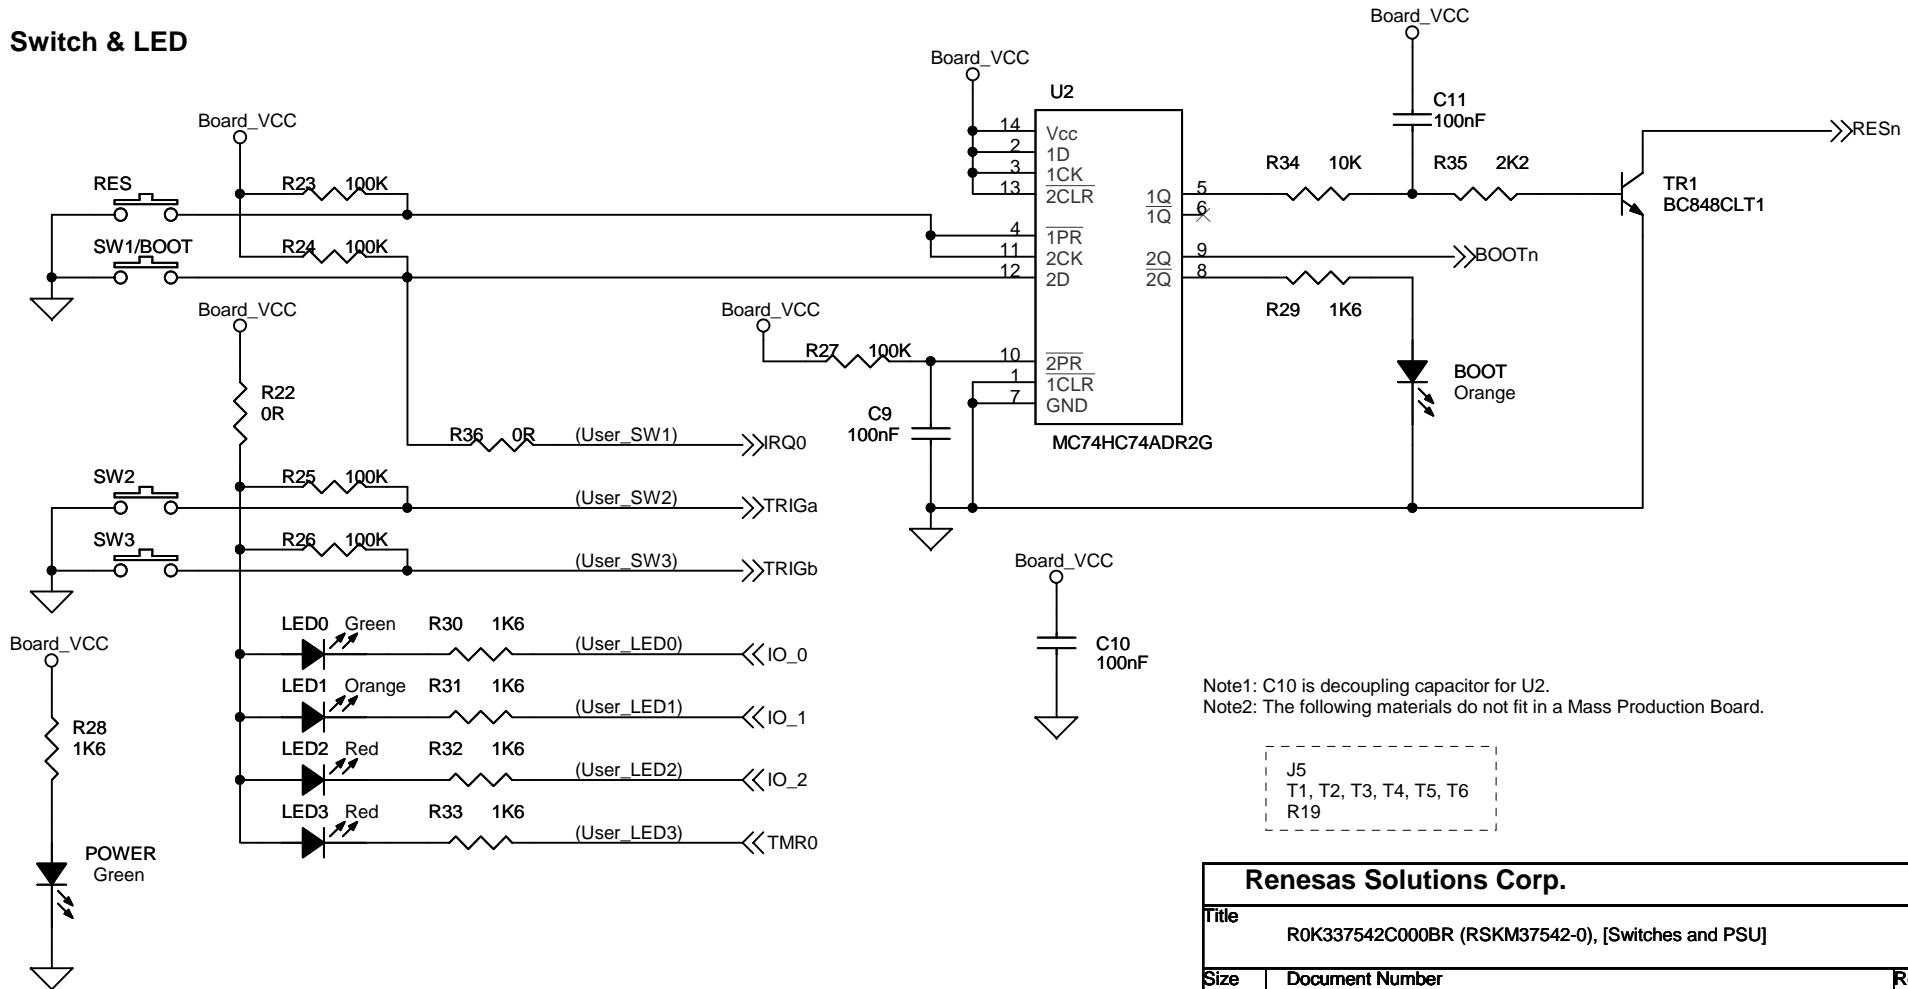 Switch & LED
Board_VCC
RES
R23 100K
SW1/BOOT
R24 100K
Board_VCC
R22
0R
R36 0R (User_SW1) IRQ0
SW2
R25 100K
(User_SW2) TRIGa
SW3
R26 100K
(User_SW3) TRIGb
LED0 Green R30 1K6 (User_LED0) IO_0
LED1 Orange R31 1K6 (User_LED1) IO_1
LED2 Red R32 1K6 (User_LED2) IO_2
LED3 Red R33 1K6 (User_LED3) TMR0
Board_VCC
R28
1K6
POWER
Green
Board_VCC
U2
14 Vcc
2 1D
3 1CK
13 2CLR
4 1PR
11 2CK
12 2D
10 2PR
1 1CLR
7 GND
1Q 5
1Q 6
2Q 9
2Q 8
MC74HC74ADR2G
Board_VCC
R27 100K
C9
100nF
Board_VCC
C11
100nF
R34 10K
R35 2K2
TR1
BC848CLT1
RESn
BOOTn
R29 1K6
BOOT
Orange
Board_VCC
C10
100nF
Note1: C10 is decoupling capacitor for U2.
Note2: The following materials do not fit in a Mass Production Board.
J5
T1, T2, T3, T4, T5, T6
R19
Renesas Solutions Corp.
Title
R0K337542C000BR (RSKM37542-0), [Switches and PSU]
Size Document Number